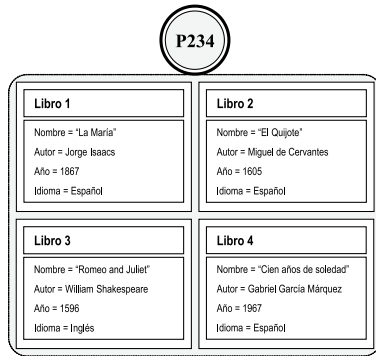 P234
Libro 1
Nombre = “La María”
Autor = Jorge Isaacs
Año = 1867
Idioma = Español
Libro 2
Nombre = “El Quijote”
Autor = Miguel de Cervantes
Año = 1605
Idioma = Español
Libro 3
Nombre = “Romeo and Juliet”
Autor = William Shakespeare
Año = 1596
Idioma = Inglés
Libro 4
Nombre = “Cien años de soledad”
Autor = Gabriel García Márquez
Año = 1967
Idioma = Español